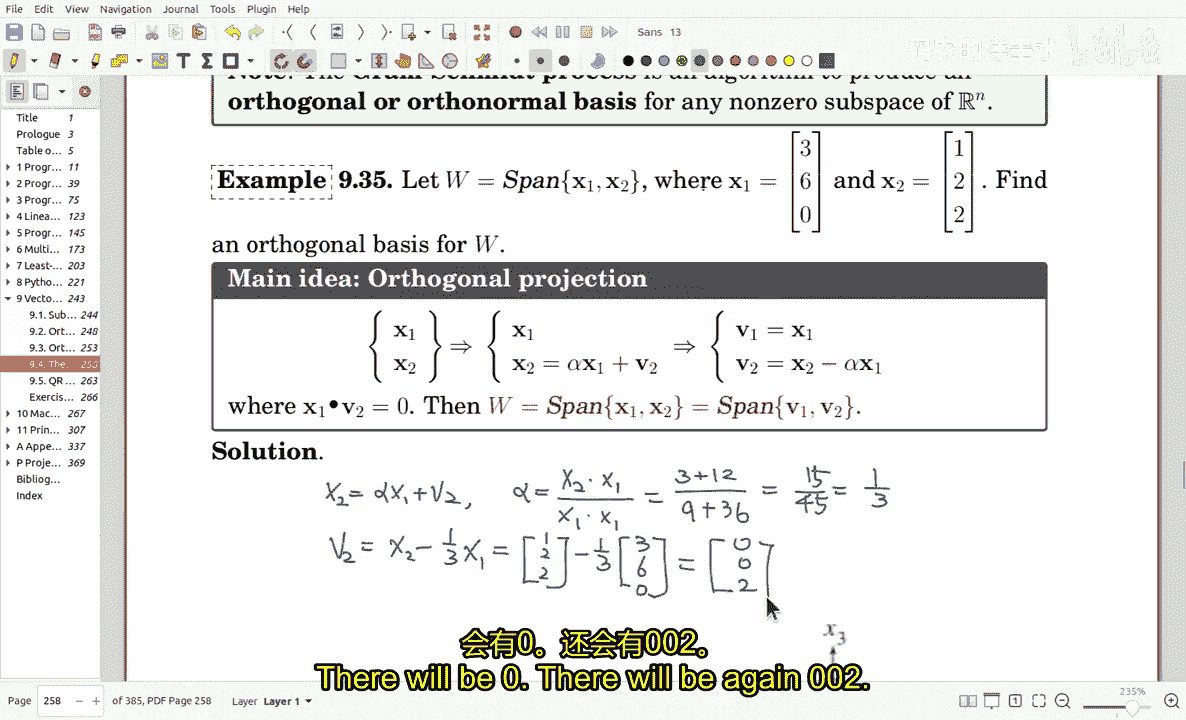 File Edit View Navigation Journal Tools Plugin Help
Sans 13
Title 1
Prologue 3
Table o... 5
1 Progr... 11
2 Progr... 39
3 Progr... 75
4 Linea... 123
5 Progr... 145
6 Multi... 173
7 Least-... 203
8 Pytho... 221
9 Vecto... 243
9.1. Sub... 244
9.2. Ort... 248
9.3. Ort... 253
9.4. The...
9.5. QR ... 263
Exercis... 266
10 Mac... 267
11 Prin... 307
A Appe... 337
P Proje... 369
Bibliog...
Index
orthogonal or orthonormal basis for any nonzero subspace of ℝⁿ.
Example 9.35. Let W = Span{x₁, x₂}, where x₁ = [3 6 0] and x₂ = [1 2 2]. Find
an orthogonal basis for W.
Main idea: Orthogonal projection
{x₁ x₂} ⇒ {x₁ x₂ = αx₁ + v₂ ⇒ {v₁ = x₁ v₂ = x₂ − αx₁
where x₁•v₂ = 0. Then W = Span{x₁, x₂} = Span{v₁, v₂}.
Solution.
x₂ = αx₁ + v₂, α = x₂·x₁ / x₁·x₁ = 3+12 / 9+36 = 15/45 = 1/3
v₂ = x₂ − 1/3 x₁ = [1 2 2] − 1/3 [3 6 0] = [0 0 2]
x₃
会有0。还会有002。
There will be 0. There will be again 002.
Page 258 of 385, PDF Page 258 Layer Layer 1 235%